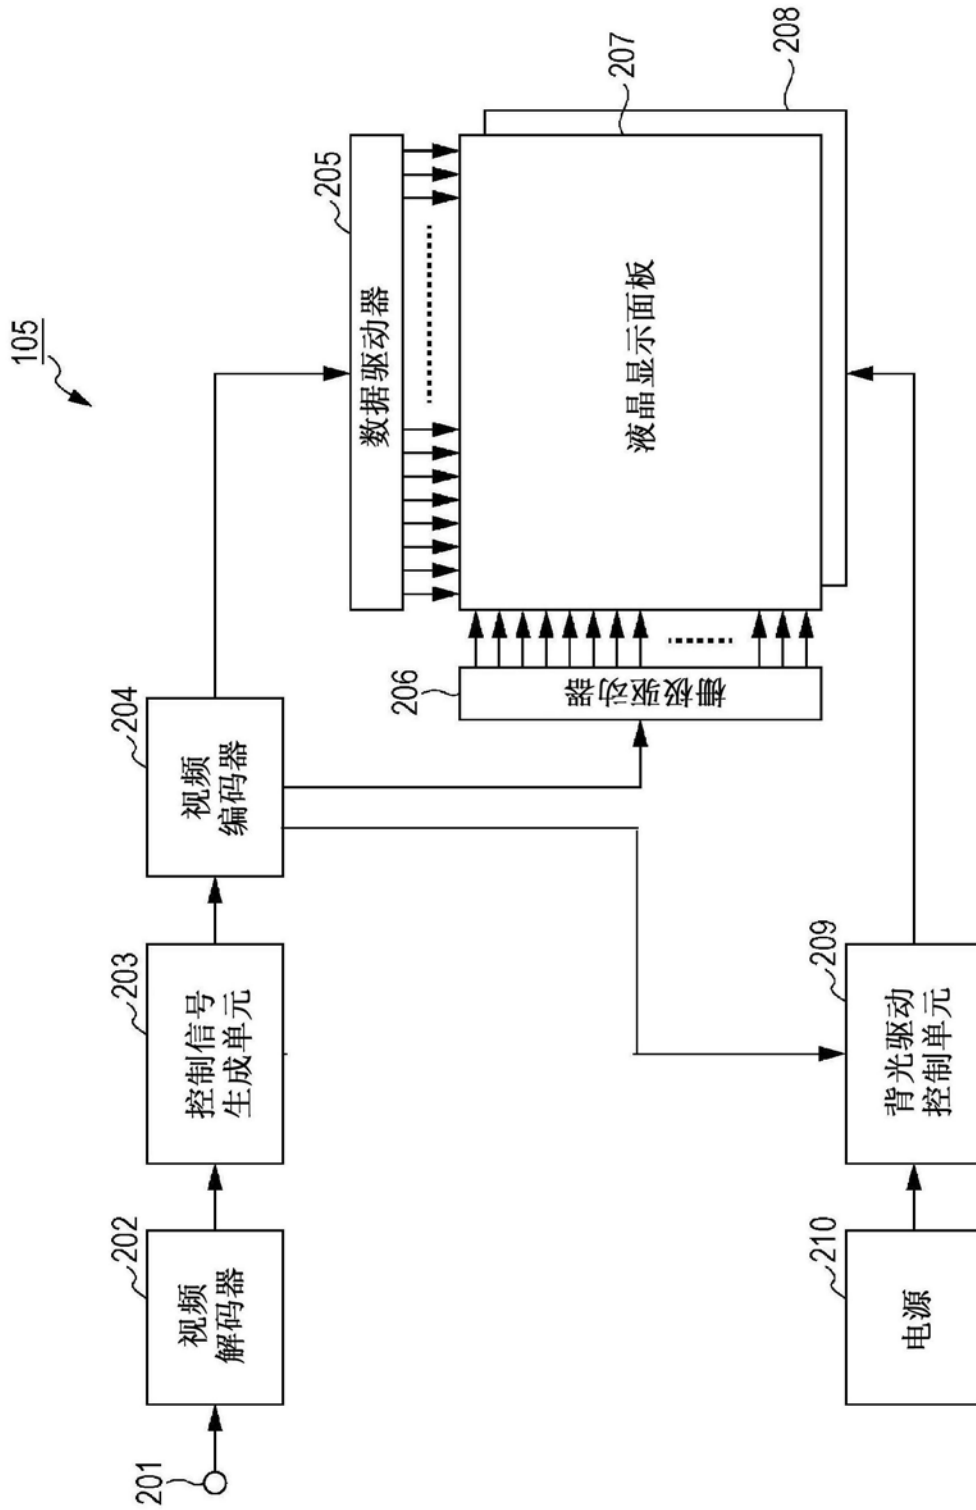 105
201
202
视频
解码器
203
控制信号
生成单元
204
视频
编码器
205
数据驱动器
206
栅极驱动器
207
液晶显示面板
208
209
背光驱动
控制单元
210
电源